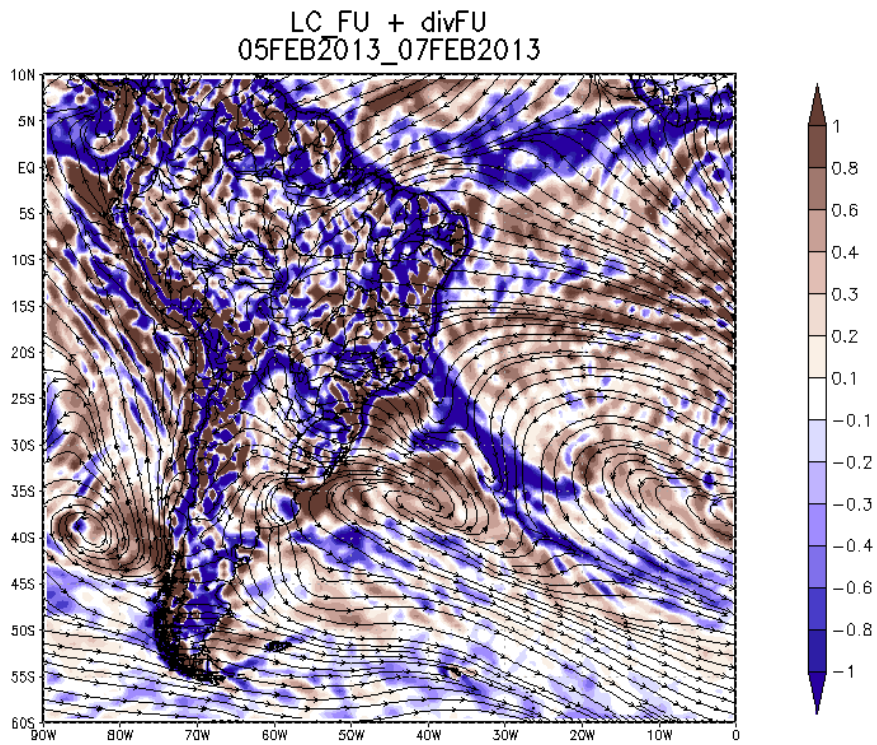 LC_FU + divFU
05FEB2013_07FEB2013
10N
5N
EQ
5S
10S
15S
20S
25S
30S
35S
40S
45S
50S
55S
60S
90W 80W 70W 60W 50W 40W 30W 20W 10W 0
1
0.8
0.6
0.4
0.3
0.2
0.1
−0.1
−0.2
−0.3
−0.4
−0.6
−0.8
−1